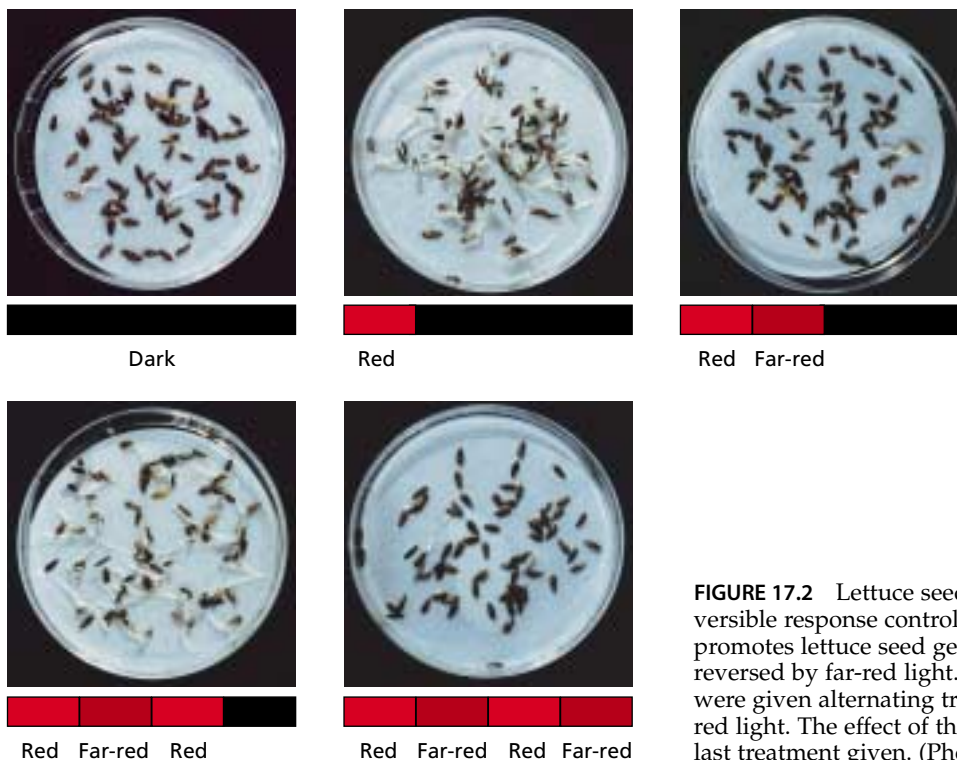 Dark
Red
Red Far-red
Red Far-red Red
Red Far-red Red Far-red
FIGURE 17.2 Lettuce seed
versible response control
promotes lettuce seed ge
reversed by far-red light.
were given alternating tr
red light. The effect of th
last treatment given. (Pho